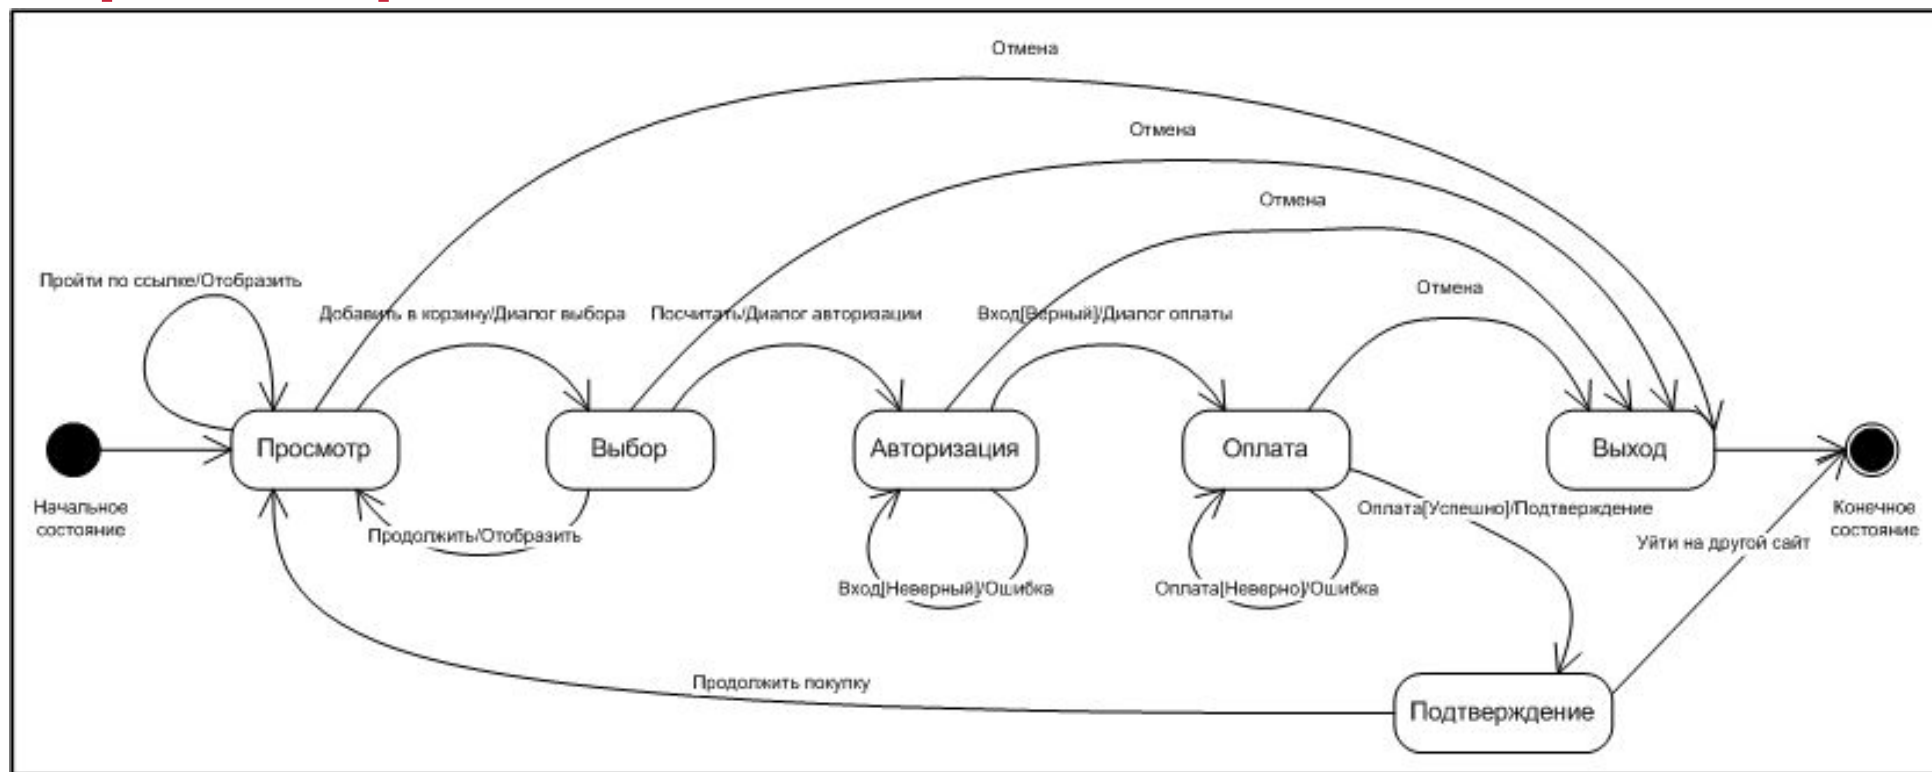 Отмена
Отмена
Отмена
Пройти по ссылке/Отобразить
Отмена
Добавить в корзину/Диалог выбора
Посчитать/Диалог авторизации
Вход[Верный]/Диалог оплаты
Просмотр
Выбор
Авторизация
Оплата
Выход
Начальное
состояние
Конечное
состояние
Продолжить/Отобразить
Оплата[Успешно]/Подтверждение
Уйти на другой сайт
Вход[Неверный]/Ошибка
Оплата[Неверно]/Ошибка
Продолжить покупку
Подтверждение